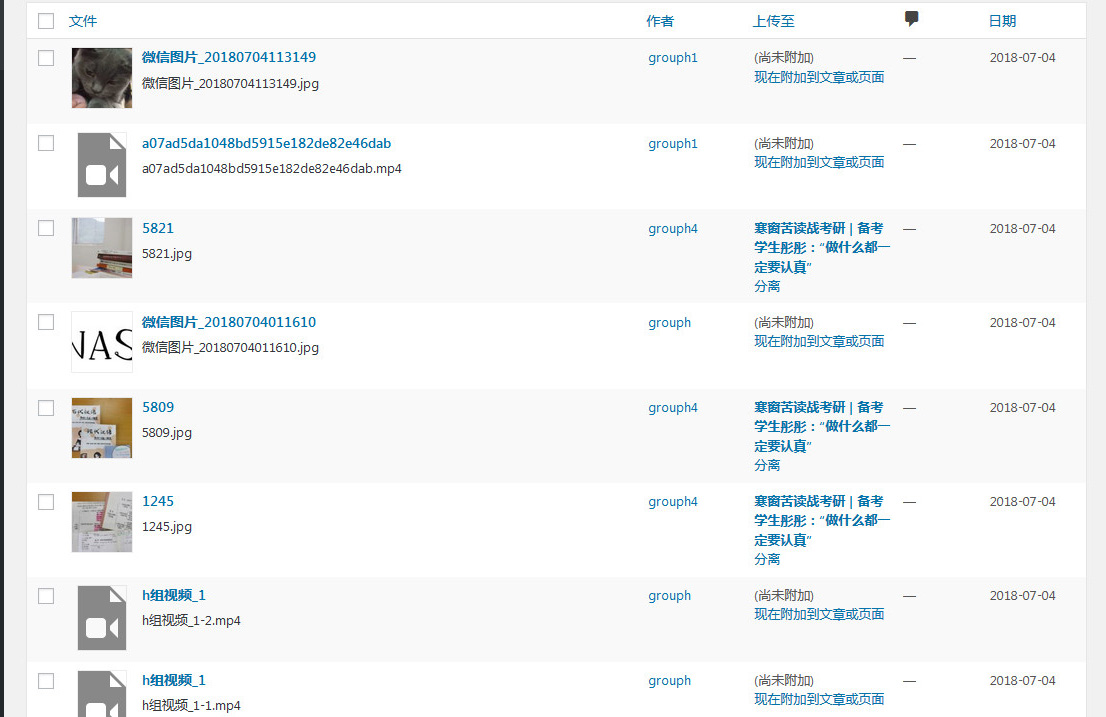 文件 作者 上传至 日期
微信图片_20180704113149 grouph1 (尚未附加) — 2018-07-04
微信图片_20180704113149.jpg 现在附加到文章或页面
a07ad5da1048bd5915e182de82e46dab grouph1 (尚未附加) — 2018-07-04
a07ad5da1048bd5915e182de82e46dab.mp4 现在附加到文章或页面
5821 grouph4 寒窗苦读战考研 | 备考 — 2018-07-04
5821.jpg 学生彤彤：“做什么都一
定要认真”
分离
微信图片_20180704011610 grouph (尚未附加) — 2018-07-04
NAS 微信图片_20180704011610.jpg 现在附加到文章或页面
5809 grouph4 寒窗苦读战考研 | 备考 — 2018-07-04
5809.jpg 学生彤彤：“做什么都一
定要认真”
分离
1245 grouph4 寒窗苦读战考研 | 备考 — 2018-07-04
1245.jpg 学生彤彤：“做什么都一
定要认真”
分离
h组视频_1 grouph (尚未附加) — 2018-07-04
h组视频_1-2.mp4 现在附加到文章或页面
h组视频_1 grouph (尚未附加) — 2018-07-04
h组视频_1-1.mp4 现在附加到文章或页面